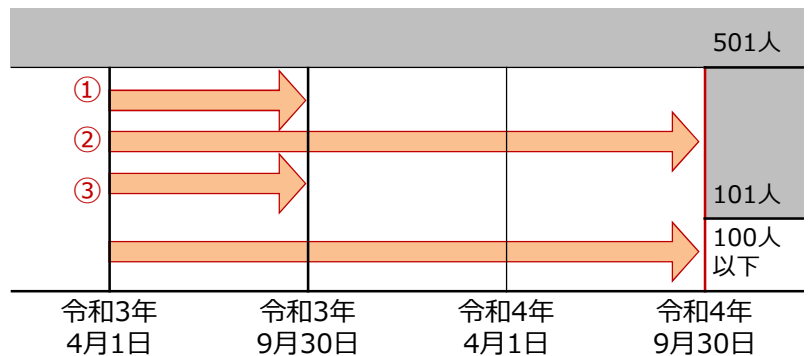 501人
①
②
③
101人
100人
以下
令和3年
4月1日
令和3年
9月30日
令和4年
4月1日
令和4年
9月30日